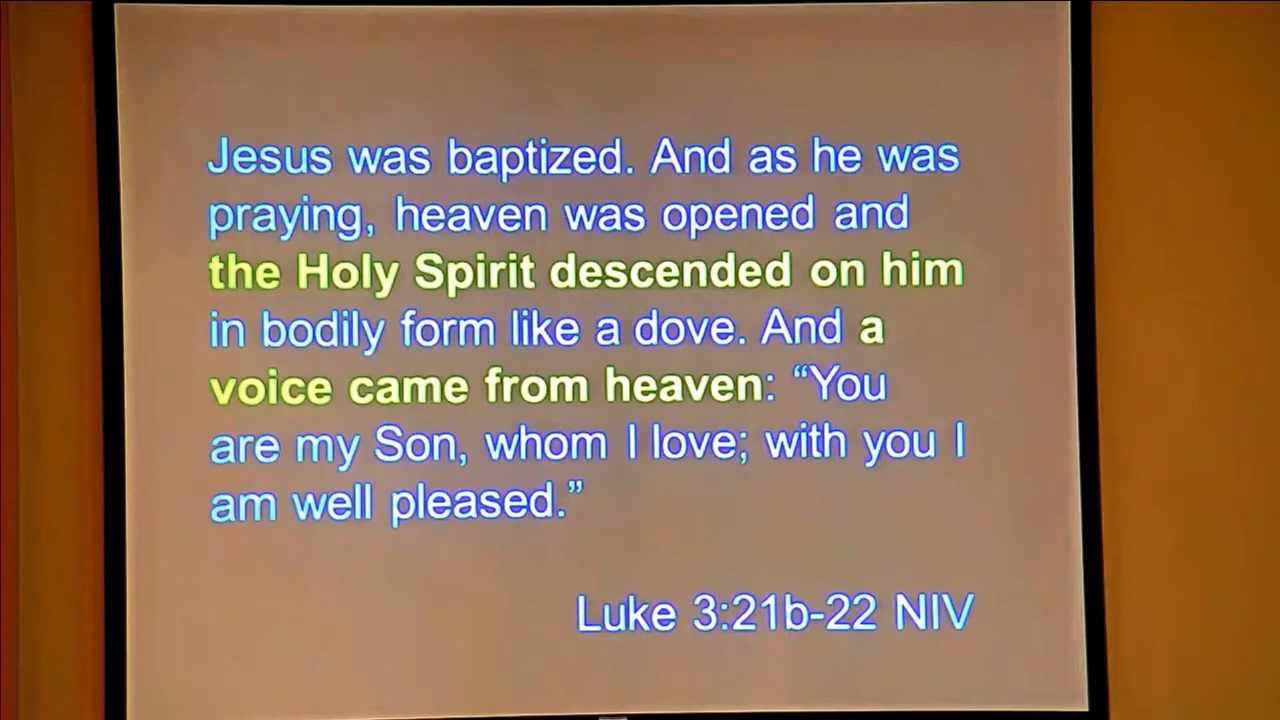 Jesus was baptized. And as he was
praying, heaven was opened and
the Holy Spirit descended on him
in bodily form like a dove. And a
voice came from heaven: “You
are my Son, whom I love; with you I
am well pleased.”
Luke 3:21b-22 NIV